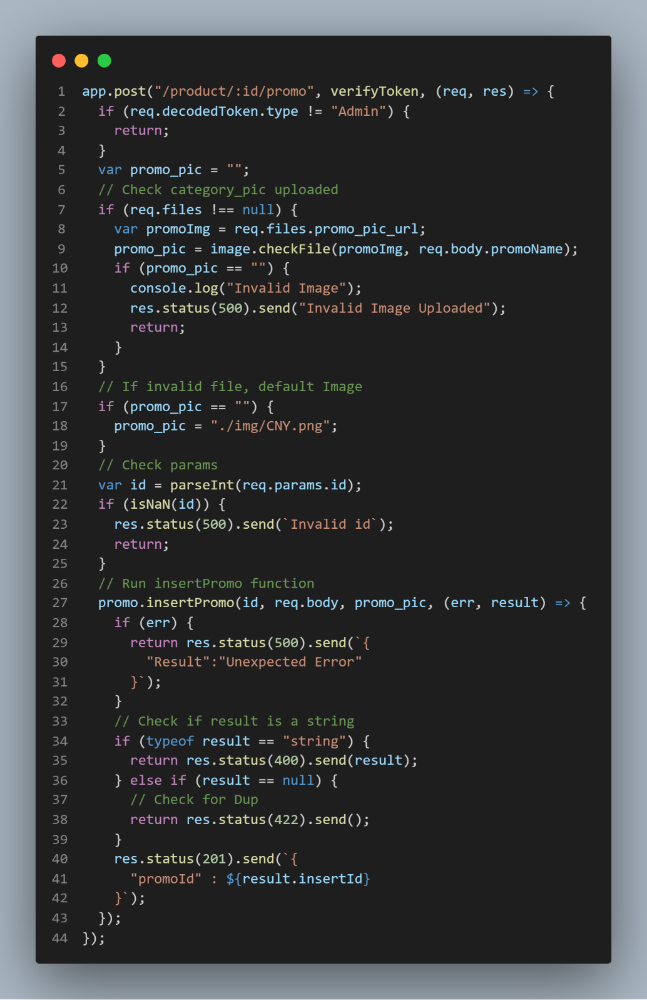 1 app.post("/product/:id/promo", verifyToken, (req, res) => {
2   if (req.decodedToken.type != "Admin") {
3     return;
4   }
5   var promo_pic = "";
6   // Check category_pic uploaded
7   if (req.files !== null) {
8     var promoImg = req.files.promo_pic_url;
9     promo_pic = image.checkFile(promoImg, req.body.promoName);
10     if (promo_pic == "") {
11       console.log("Invalid Image");
12       res.status(500).send("Invalid Image Uploaded");
13       return;
14     }
15   }
16   // If invalid file, default Image
17   if (promo_pic == "") {
18     promo_pic = "./img/CNY.png";
19   }
20   // Check params
21   var id = parseInt(req.params.id);
22   if (isNaN(id)) {
23     res.status(500).send(`Invalid id`);
24     return;
25   }
26   // Run insertPromo function
27   promo.insertPromo(id, req.body, promo_pic, (err, result) => {
28     if (err) {
29       return res.status(500).send(`{
30         "Result":"Unexpected Error"
31       }`);
32     }
33     // Check if result is a string
34     if (typeof result == "string") {
35       return res.status(400).send(result);
36     } else if (result == null) {
37       // Check for Dup
38       return res.status(422).send();
39     }
40     res.status(201).send(`{
41       "promoId" : ${result.insertId}
42     }`);
43   });
44 });